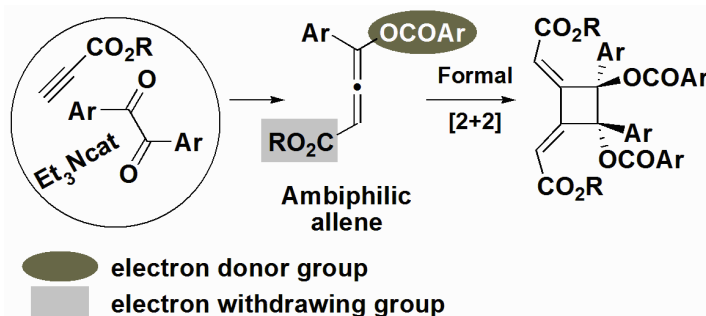 CO₂R
O
Ar
Ar
O
Et₃Ncat
Ar
OCOAr
RO₂C
Ambiphilic
allene
Formal
[2+2]
RO₂C
Ar
OCOAr
Ar
OCOAr
CO₂R
electron donor group
electron withdrawing group